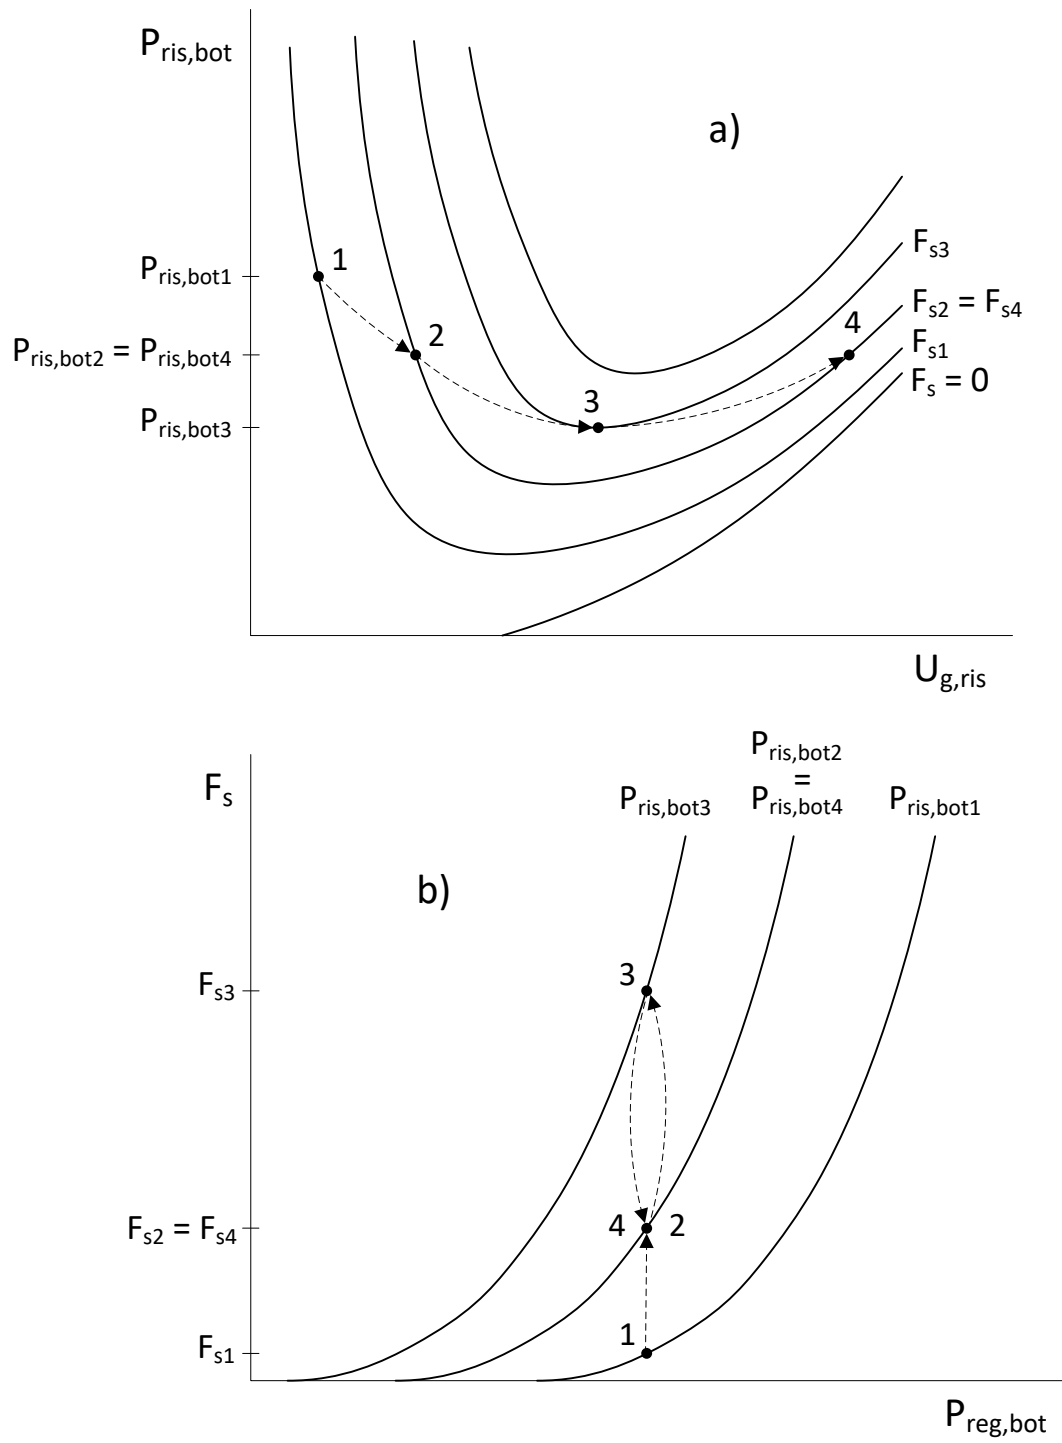 P_ris,bot
a)
F_s3
P_ris,bot1
1
F_s2 = F_s4
P_ris,bot2 = P_ris,bot4
2
4
F_s1
F_s = 0
P_ris,bot3
3
U_g,ris
P_ris,bot2
=
F_s
P_ris,bot3
P_ris,bot4
P_ris,bot1
b)
F_s3
3
F_s2 = F_s4
4
2
F_s1
1
P_reg,bot